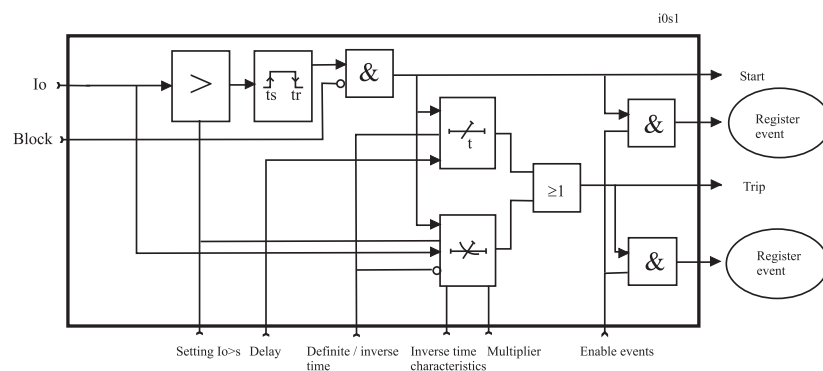 i0s1
Io
>
ts tr
&
Start
Block
&
Register
event
t
≥1
Trip
&
Register
event
Setting Io>s
Delay
Definite / inverse
time
Inverse time
characteristics
Multiplier
Enable events